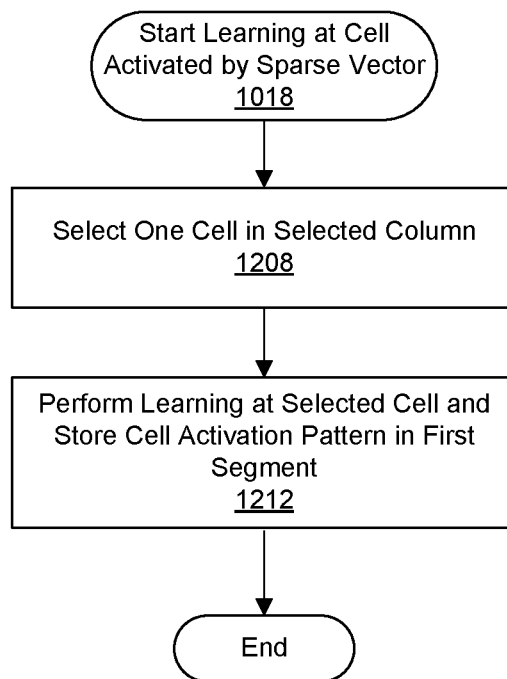 Start Learning at Cell
Activated by Sparse Vector
1018
Select One Cell in Selected Column
1208
Perform Learning at Selected Cell and
Store Cell Activation Pattern in First
Segment
1212
End